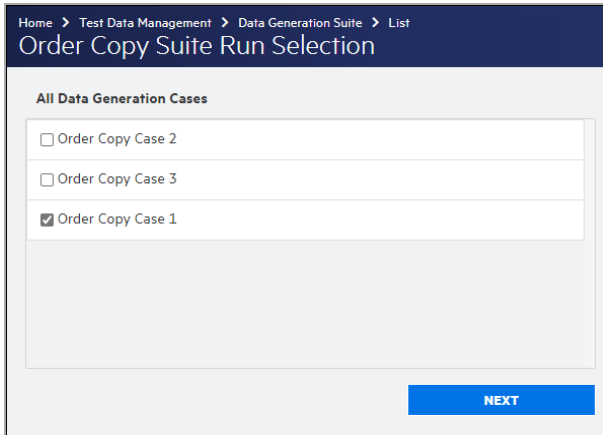 Home > Test Data Management > Data Generation Suite > List
Order Copy Suite Run Selection
All Data Generation Cases
Order Copy Case 2
Order Copy Case 3
Order Copy Case 1
NEXT